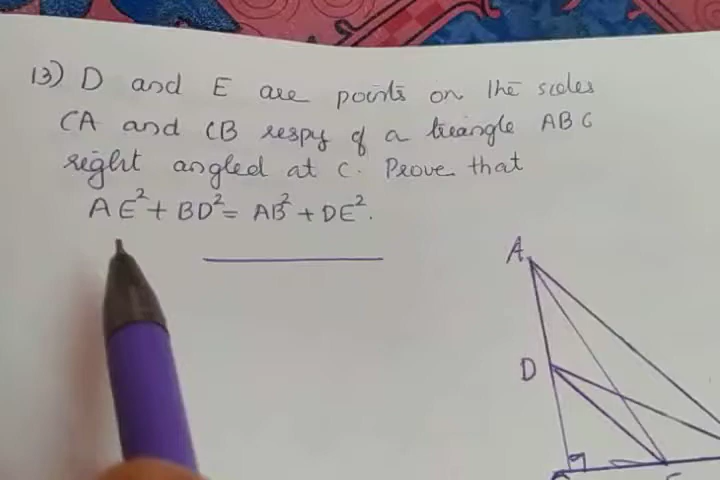 13) D and E are points on the sides
CA and CB respy of a triangle ABC
right angled at C. Prove that
AE²+ BD²= AB²+ DE².
A
D